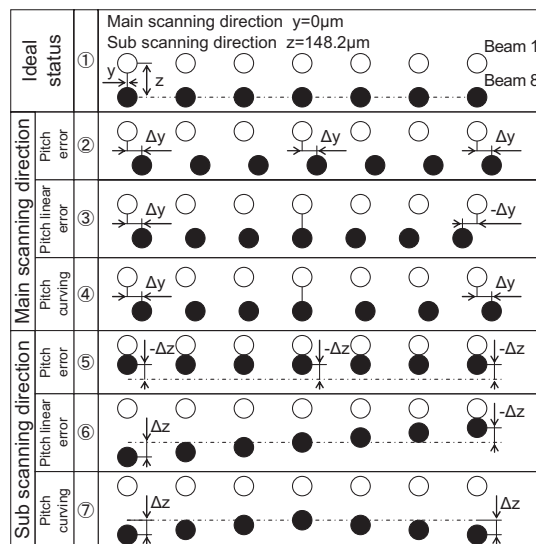 Ideal
status
①
Main scanning direction y=0µm
Sub scanning direction z=148.2µm
Beam 1
y
z
Beam 8
Main scanning direction
Pitch
error
②
Δy
Δy
Δy
Pitch linear
error
③
Δy
-Δy
Pitch
curving
④
Δy
Δy
Sub scanning direction
Pitch
error
⑤
-Δz
-Δz
-Δz
Pitch linear
error
⑥
Δz
-Δz
Pitch
curving
⑦
Δz
Δz